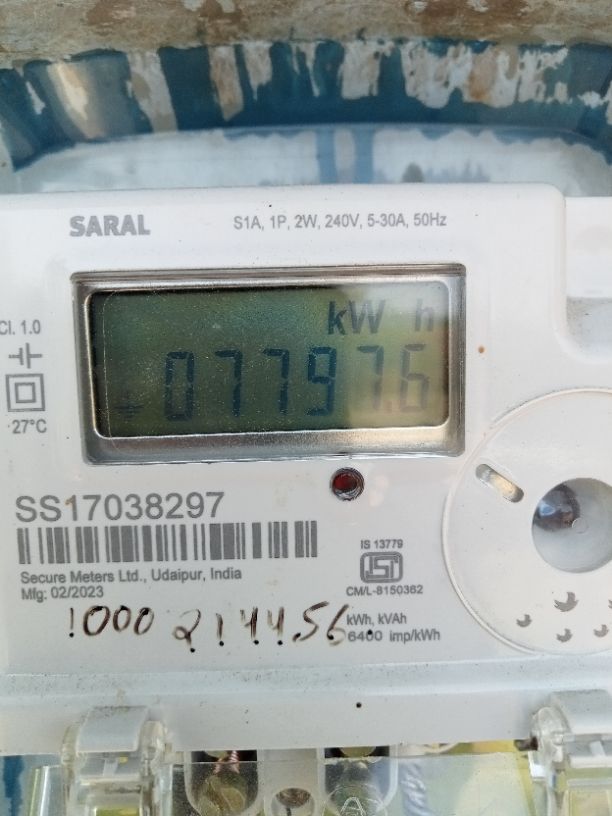 SARAL
S1A, 1P, 2W, 240V, 5-30A, 50Hz
Cl. 1.0
kW h
07797.6
27°C
SS17038297
IS 13779
Secure Meters Ltd., Udaipur, India
CM/L-8150362
Mfg: 02/2023
kWh, kVAh
1000 214456
6400 imp/kWh